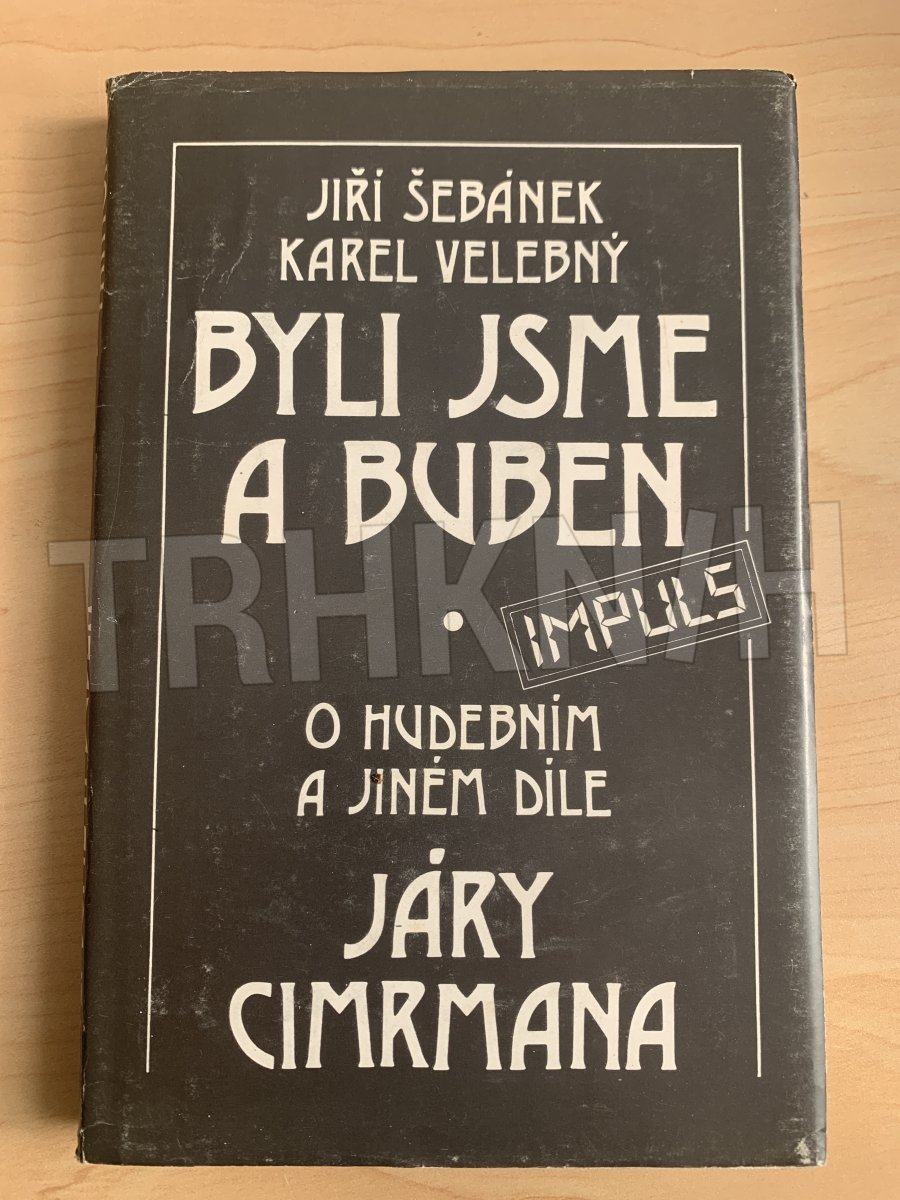 JIŘÍ ŠEBÁNEK
KAREL VELEBNÝ
BYLI JSME
A BUBEN
TRHKNIH
IMPULS
O HUDEBNÍM
A JINÉM DÍLE
JÁRY
CIMRMANA